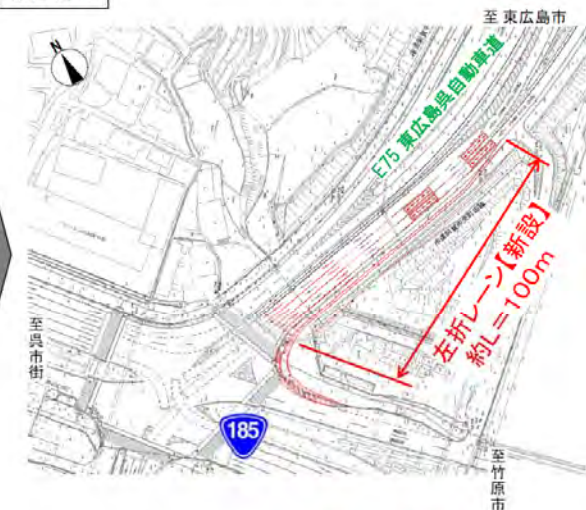 至 東広島市
N
E75 東広島呉自動車道
左折レーン【新設】
約L=100m
至呉市街
185
至竹原市